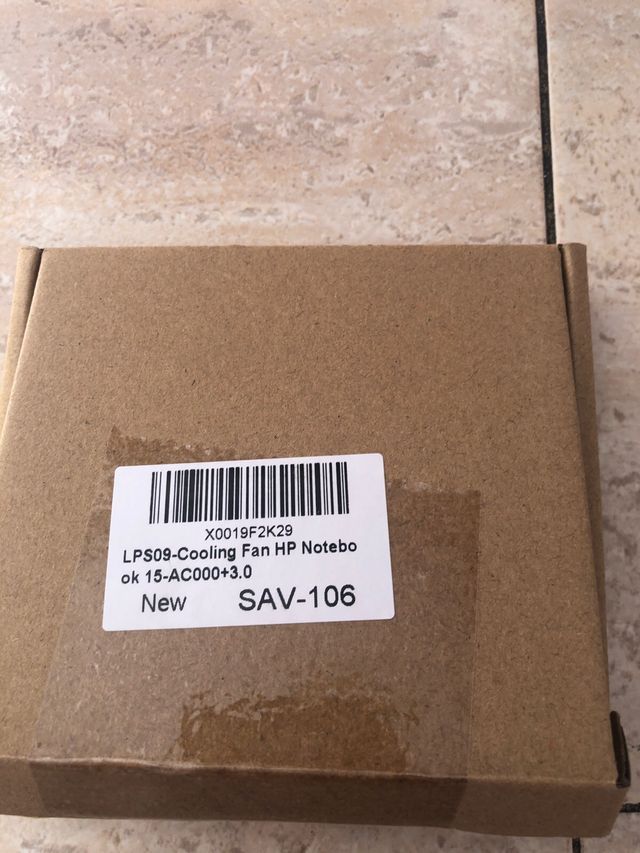 X0019F2K29
LPS09-Cooling Fan HP Notebo
ok 15-AC000+3.0
New SAV-106